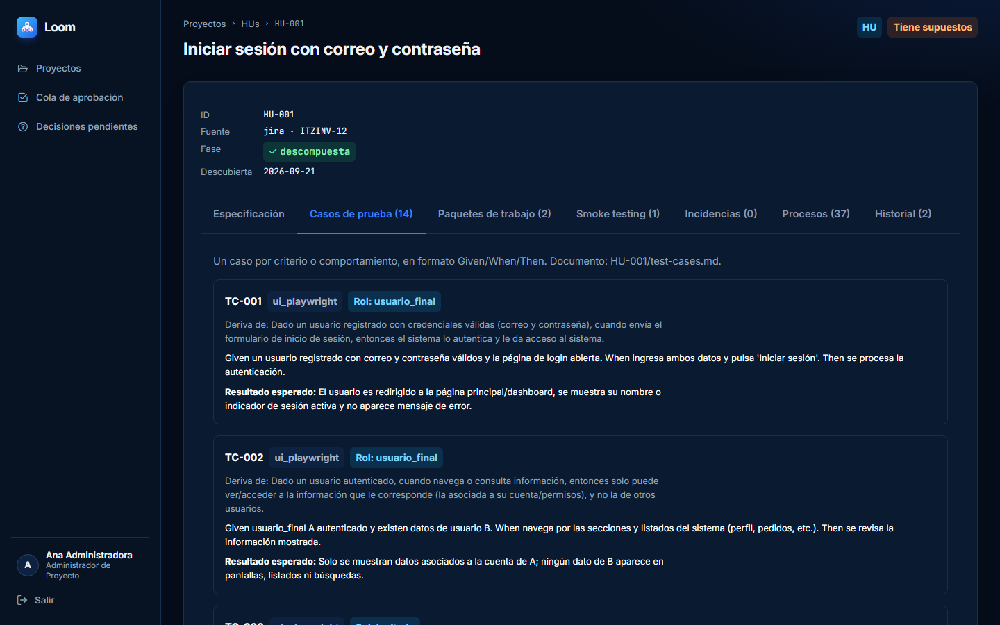 Loom
Proyectos
Cola de aprobación
Decisiones pendientes
Proyectos › HUs › HU-001
Iniciar sesión con correo y contraseña
HU
Tiene supuestos
ID HU-001
Fuente jira · ITZINV-12
Fase descompuesta
Descubierta 2026-09-21
Especificación Casos de prueba (14) Paquetes de trabajo (2) Smoke testing (1) Incidencias (0) Procesos (37) Historial (2)
Un caso por criterio o comportamiento, en formato Given/When/Then. Documento: HU-001/test-cases.md.
TC-001 ui_playwright Rol: usuario_final
Deriva de: Dado un usuario registrado con credenciales válidas (correo y contraseña), cuando envía el
formulario de inicio de sesión, entonces el sistema lo autentica y le da acceso al sistema.
Given un usuario registrado con correo y contraseña válidos y la página de login abierta. When ingresa ambos datos y pulsa 'Iniciar sesión'. Then se procesa la
autenticación.
Resultado esperado: El usuario es redirigido a la página principal/dashboard, se muestra su nombre o
indicador de sesión activa y no aparece mensaje de error.
TC-002 ui_playwright Rol: usuario_final
Deriva de: Dado un usuario autenticado, cuando navega o consulta información, entonces solo puede
ver/acceder a la información que le corresponde (la asociada a su cuenta/permisos), y no la de otros
usuarios.
Given usuario_final A autenticado y existen datos de usuario B. When navega por las secciones y listados del sistema (perfil, pedidos, etc.). Then se revisa la
información mostrada.
Resultado esperado: Solo se muestran datos asociados a la cuenta de A; ningún dato de B aparece en
pantallas, listados ni búsquedas.
A
Ana Administradora
Administrador de
Proyecto
Salir